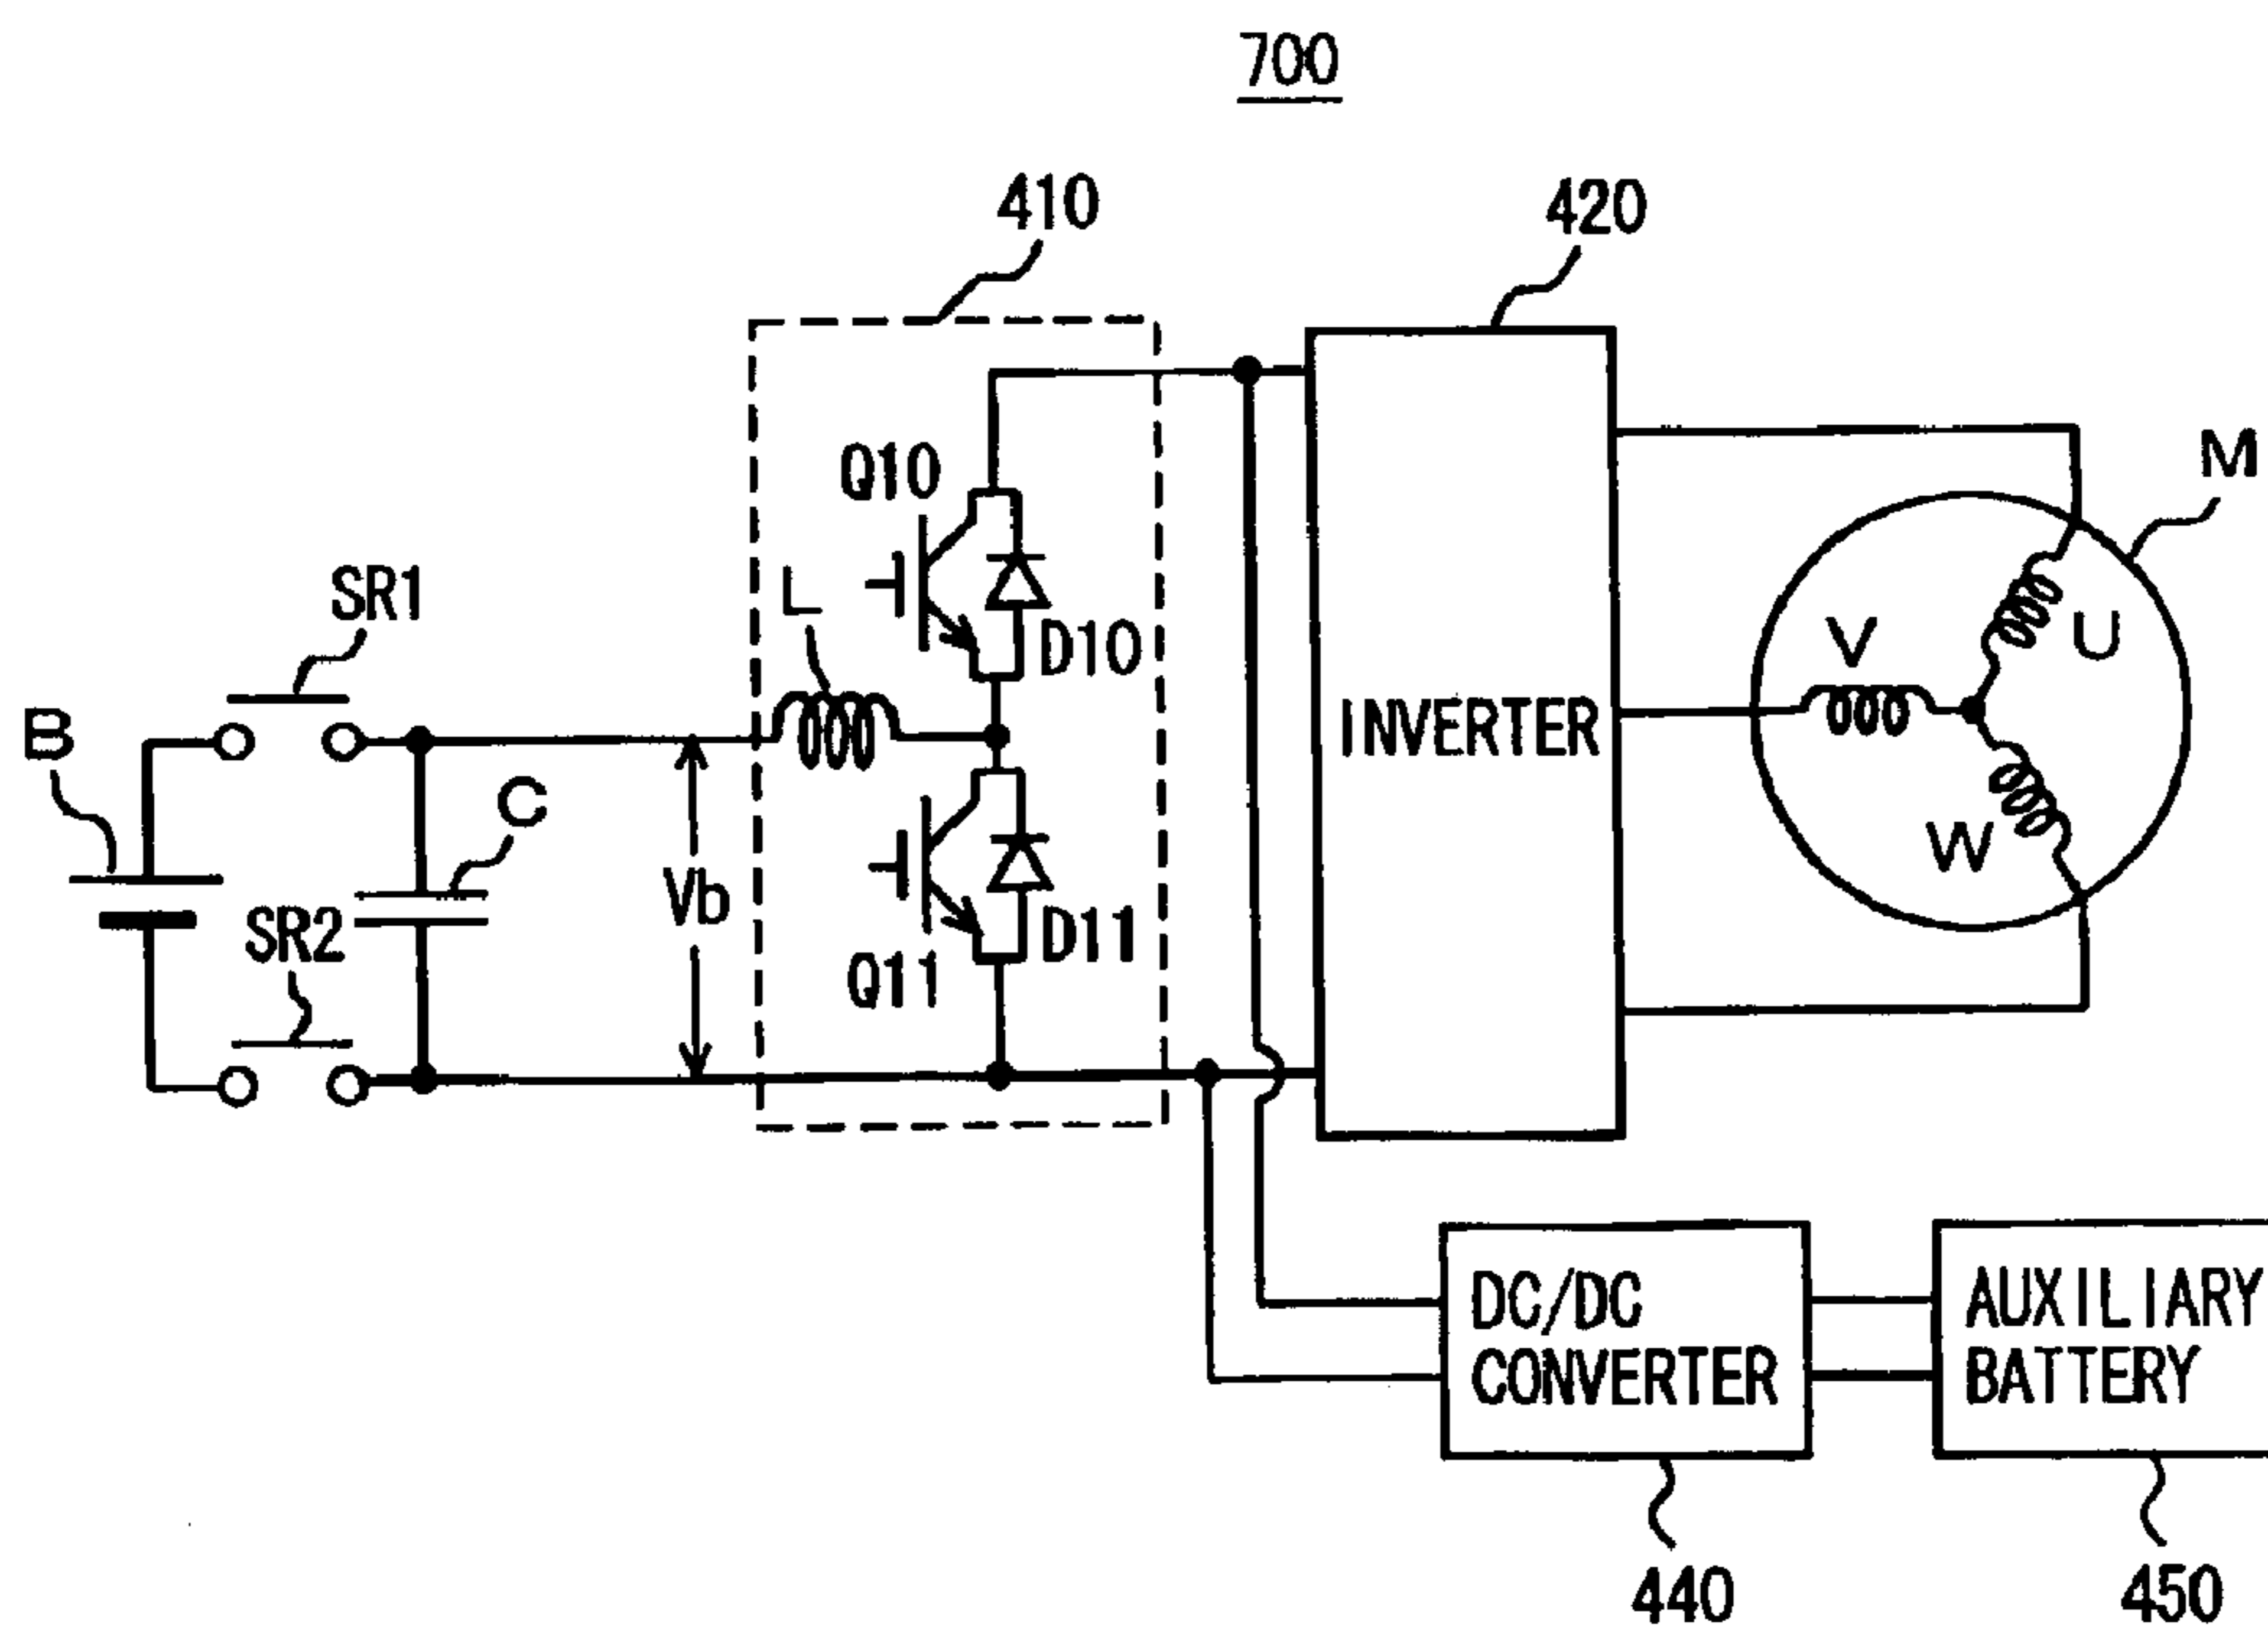 700
410
420
Q10
M
SR1
L
D10
V
U
B
INVERTER
C
W
Vb
SR2
D11
Q11
DC/DC
CONVERTER
AUXILIARY
BATTERY
440
450